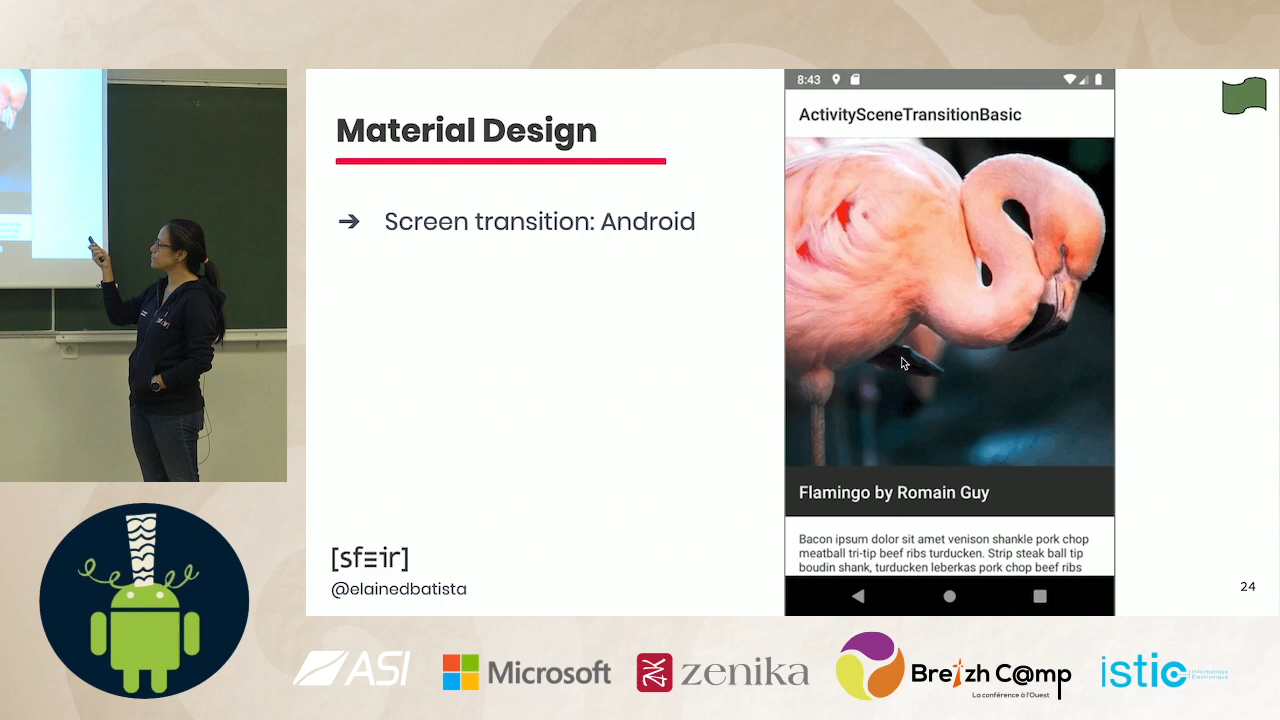 Material Design
➔ Screen transition: Android
[sfeir]
@elainedbatista
8:43
ActivitySceneTransitionBasic
Flamingo by Romain Guy
Bacon ipsum dolor sit amet venison shankle pork chop
meatball tri-tip beef ribs turducken. Strip steak ball tip
boudin shank, turducken leberkas pork chop beef ribs
24
ASI
Microsoft
zenika
Breizh C@mp
La conférence à l'Ouest
istic
Informatique
Électronique